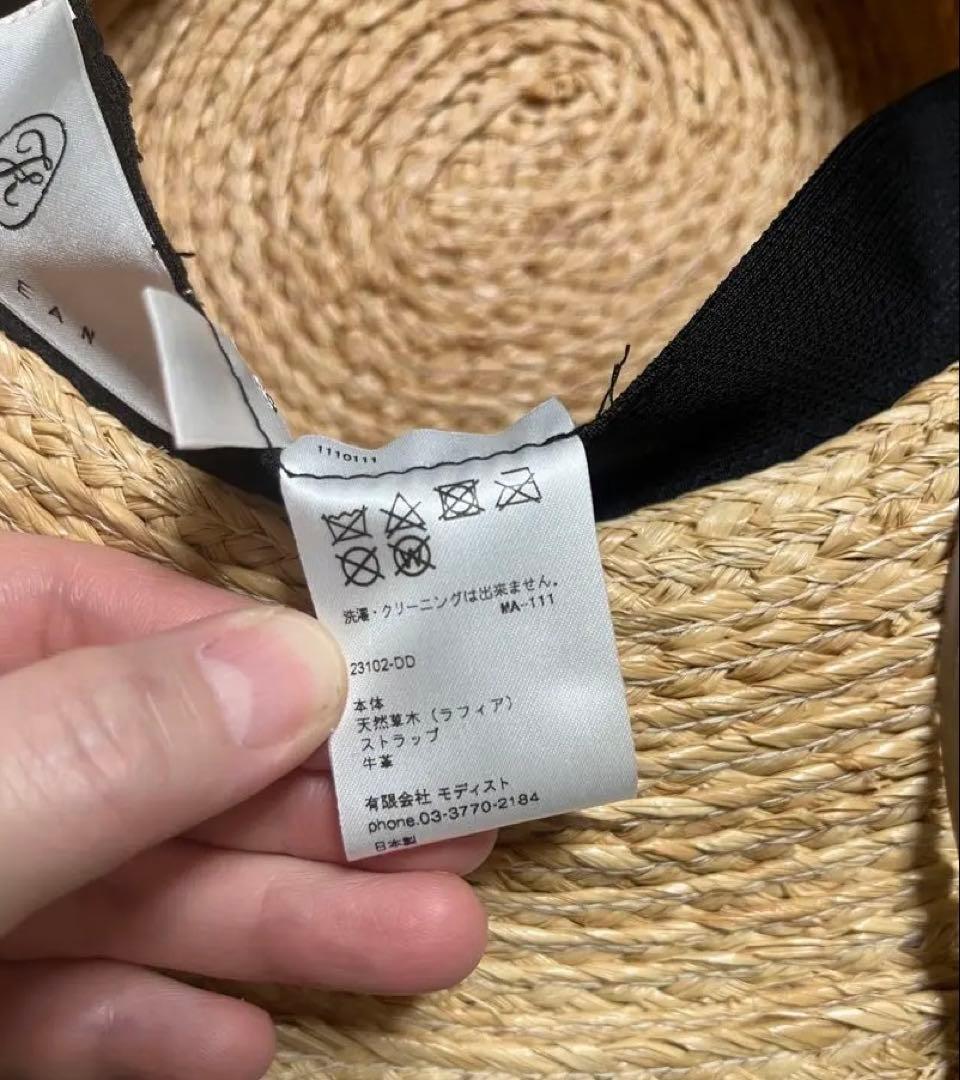 EAN
1110111
洗濯・クリーニングは出来ません。
MA-111
23102-DD
本体
天然草木（ラフィア）
ストラップ
牛革
有限会社 モディスト
phone.03-3770-2184
日本製